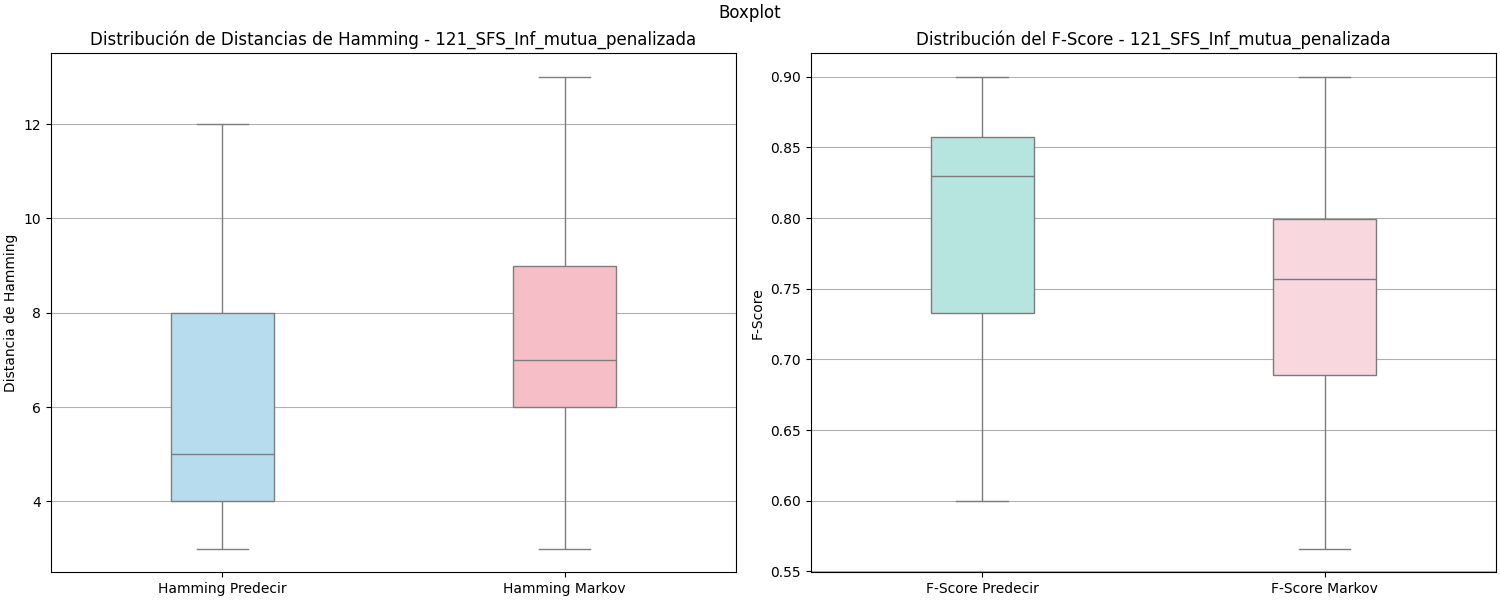 Boxplot
Distribución de Distancias de Hamming - 121_SFS_Inf_mutua_penalizada
Distancia de Hamming
12
10
8
6
4
Hamming Predecir
Hamming Markov
Distribución del F-Score - 121_SFS_Inf_mutua_penalizada
F-Score
0.90
0.85
0.80
0.75
0.70
0.65
0.60
0.55
F-Score Predecir
F-Score Markov